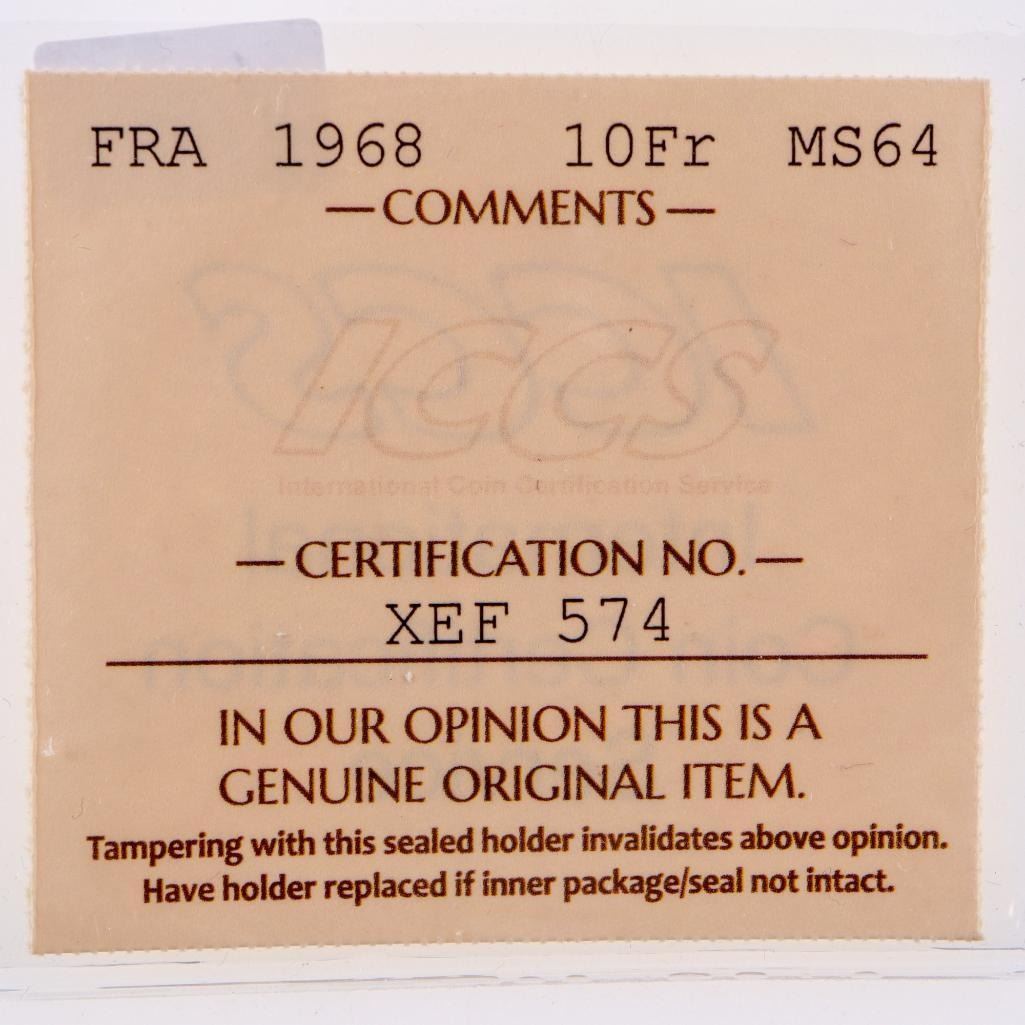 FRA 1968 10Fr MS64
—COMMENTS—
ICCS
International Coin Certification Service
—CERTIFICATION NO.—
XEF 574
IN OUR OPINION THIS IS A
GENUINE ORIGINAL ITEM.
Tampering with this sealed holder invalidates above opinion.
Have holder replaced if inner package/seal not intact.